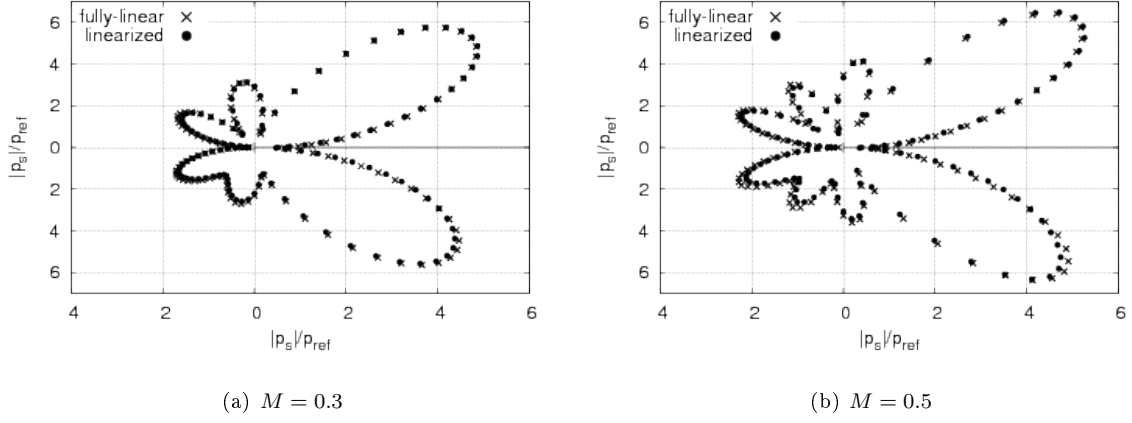 fully-linear ×
linearized ●
6
4
2
0
2
4
6
|p_s|/p_ref
4 2 0 2 4 6
|p_s|/p_ref
(a) M = 0.3
fully-linear ×
linearized ●
6
4
2
0
2
4
6
|p_s|/p_ref
4 2 0 2 4 6
|p_s|/p_ref
(b) M = 0.5